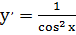 y' = 1/cos² x